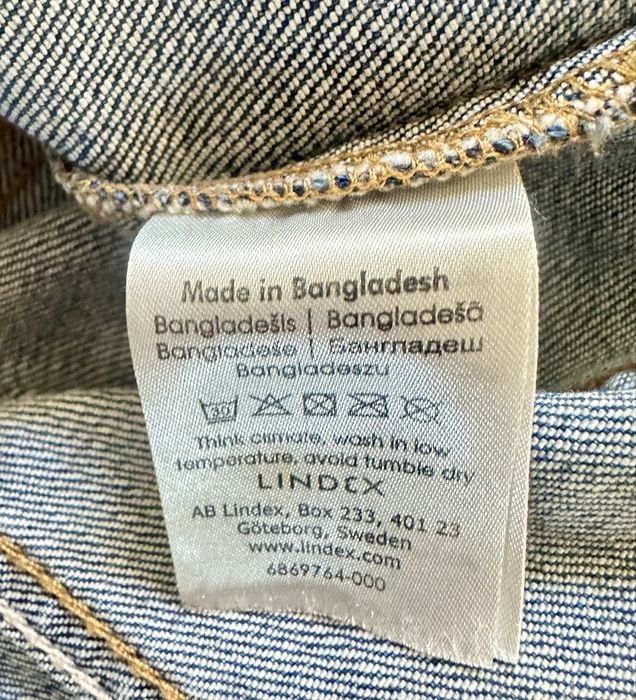 Made in Bangladesh
Bangladešis | Bangladešā
Bangladeše | Бангладеш
Bangladeszu
30
Think climate, wash in low
temperature, avoid tumble dry
LINDEX
AB Lindex, Box 233, 401 23
Göteborg, Sweden
www.lindex.com
6869764-000